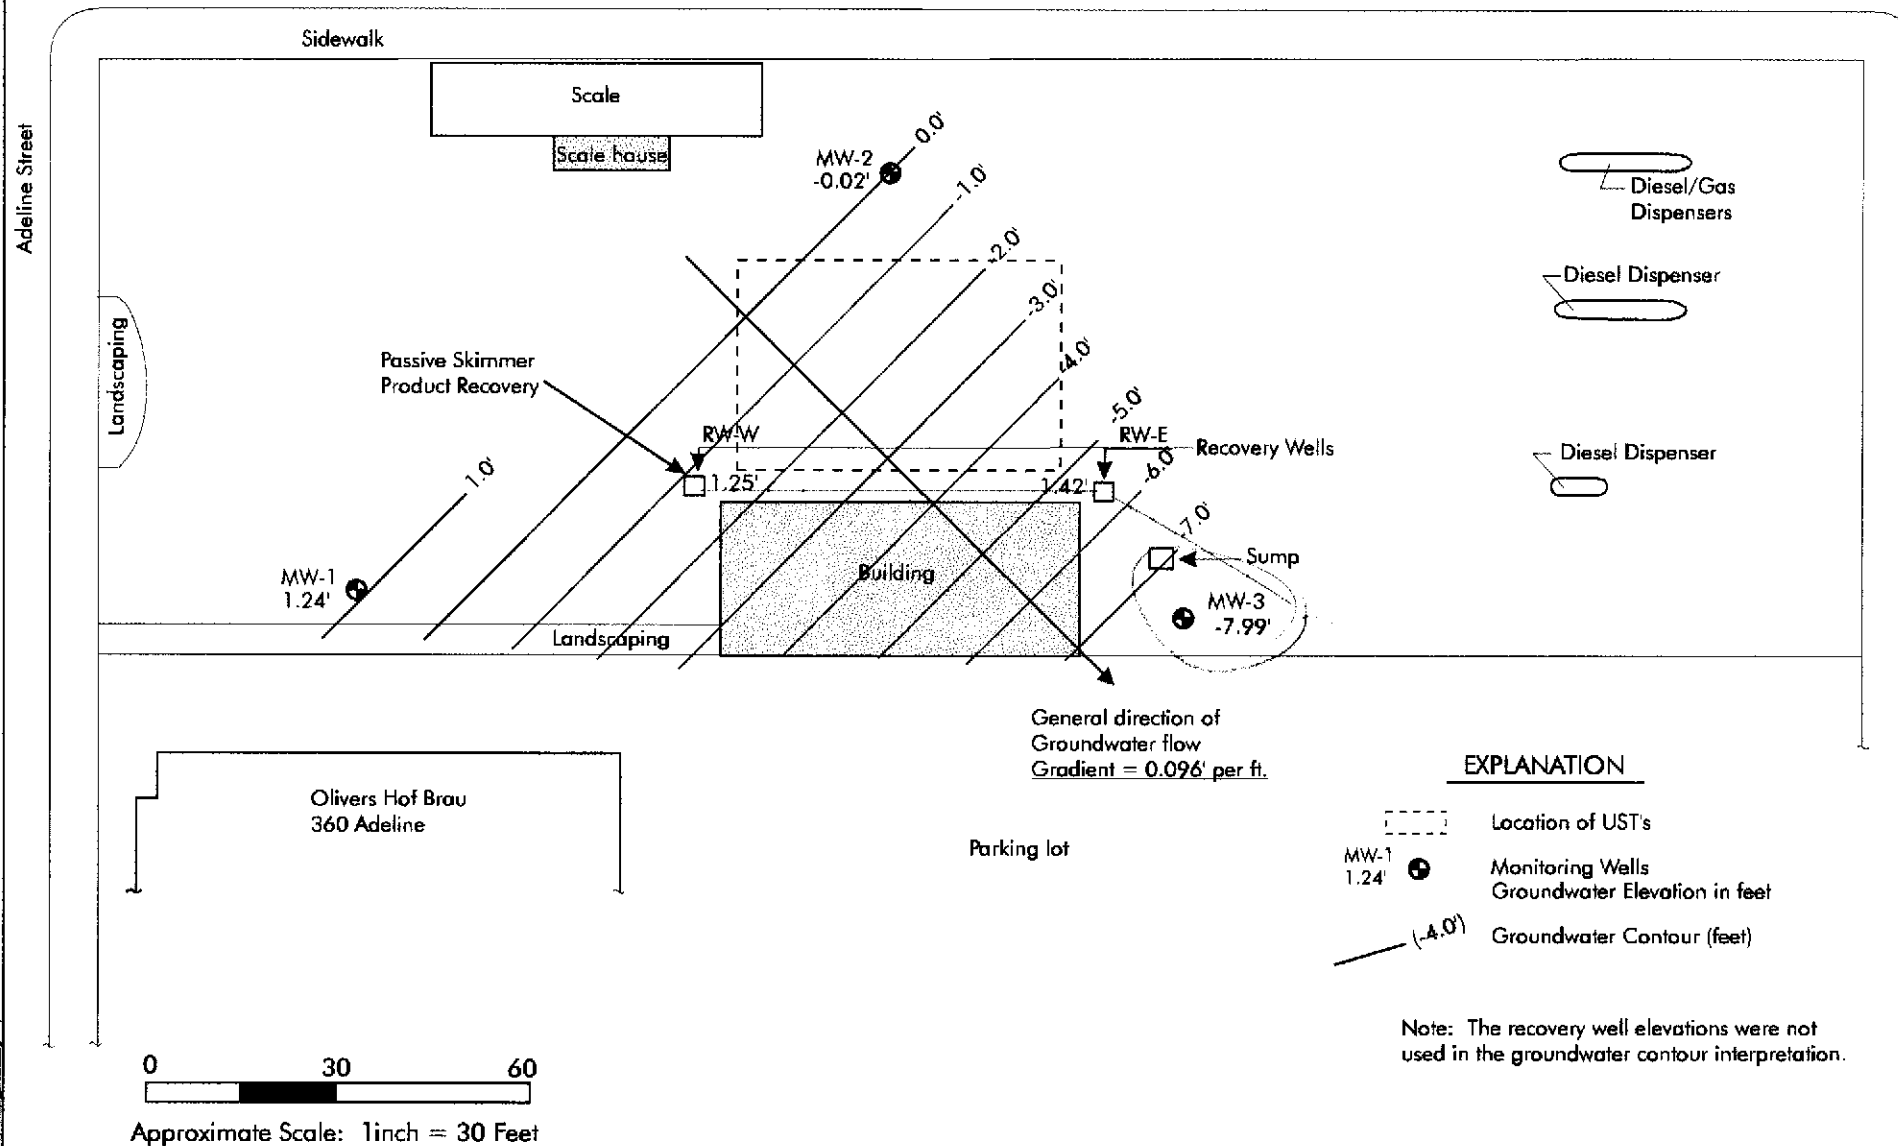 Sidewalk
Adeline Street
Scale
Scale house
MW-2
-0.02'
0.0'
-1.0'
-2.0'
-3.0'
-4.0'
-5.0'
-6.0'
-7.0'
1.0'
Diesel/Gas
Dispensers
Diesel Dispenser
Diesel Dispenser
Landscaping
Passive Skimmer
Product Recovery
RW-W
1.25'
RW-E
1.42'
Recovery Wells
Sump
MW-1
1.24'
Building
MW-3
-7.99'
Landscaping
General direction of
Groundwater flow
Gradient = 0.096' per ft.
Olivers Hof Brau
360 Adeline
Parking lot
EXPLANATION
Location of UST's
MW-1
1.24'
Monitoring Wells
Groundwater Elevation in feet
(-4.0')
Groundwater Contour (feet)
Note: The recovery well elevations were not
used in the groundwater contour interpretation.
0 30 60
Approximate Scale: 1inch = 30 Feet